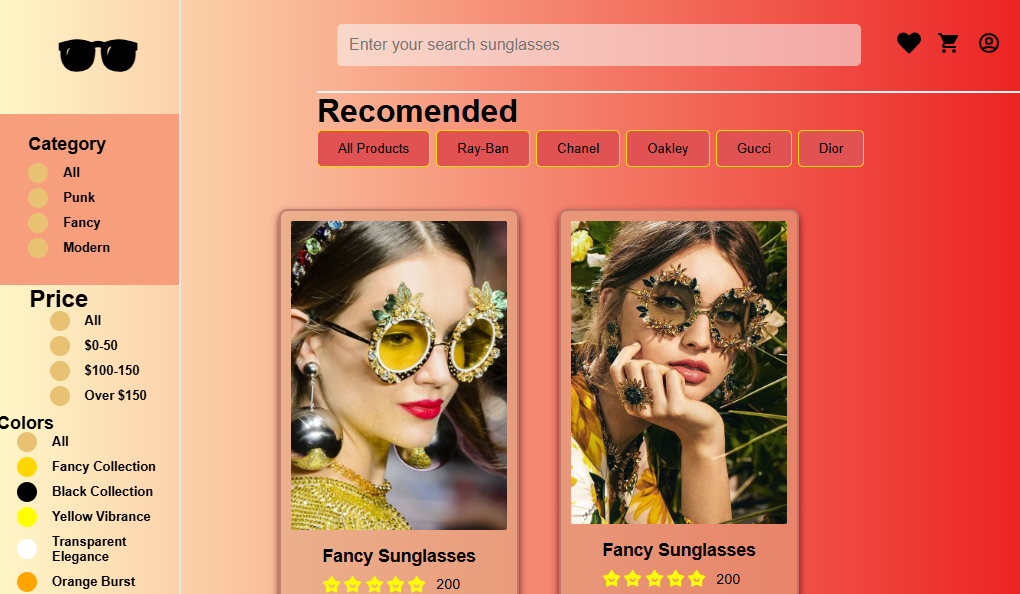 Enter your search sunglasses
Recomended
All Products
Ray-Ban
Chanel
Oakley
Gucci
Dior
Category
All
Punk
Fancy
Modern
Price
All
$0-50
$100-150
Over $150
Colors
All
Fancy Collection
Black Collection
Yellow Vibrance
Transparent
Elegance
Orange Burst
Fancy Sunglasses
200
Fancy Sunglasses
200